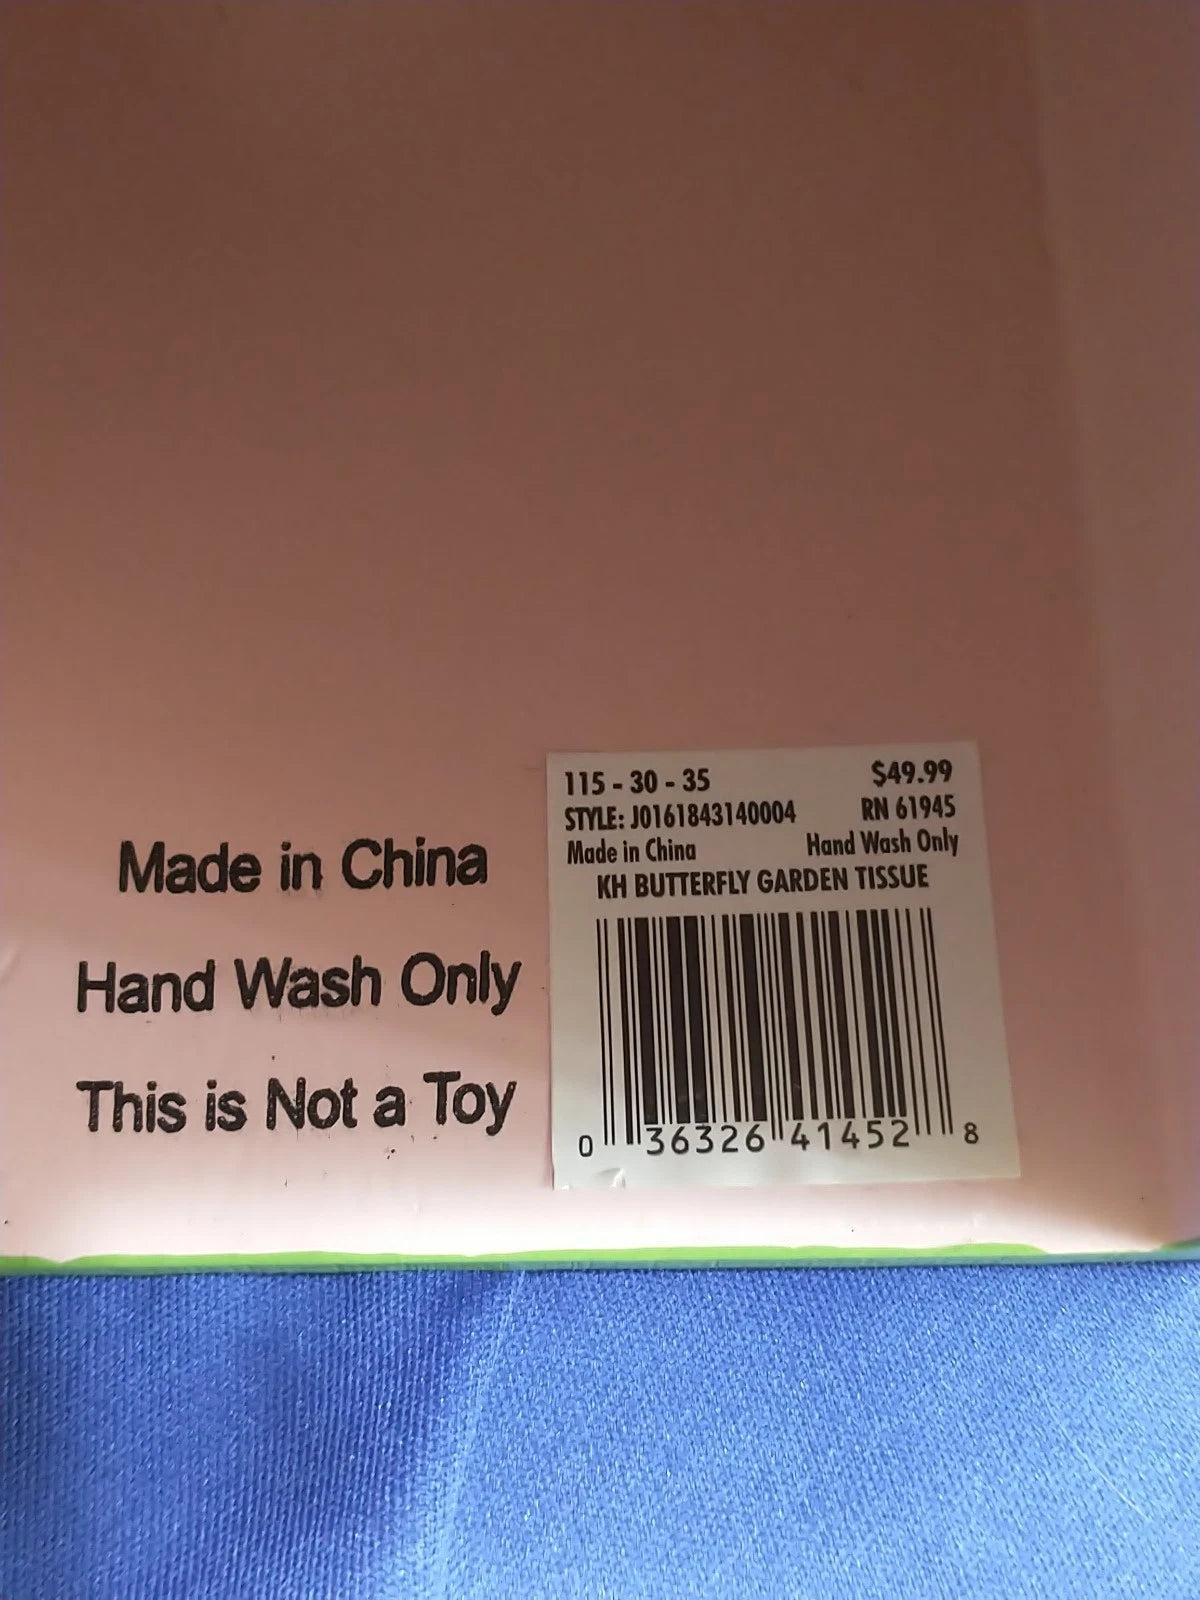 Made in China
Hand Wash Only
This is Not a Toy
115 - 30 - 35 $49.99
STYLE: J0161843140004 RN 61945
Made in China Hand Wash Only
KH BUTTERFLY GARDEN TISSUE
0 36326 41452 8